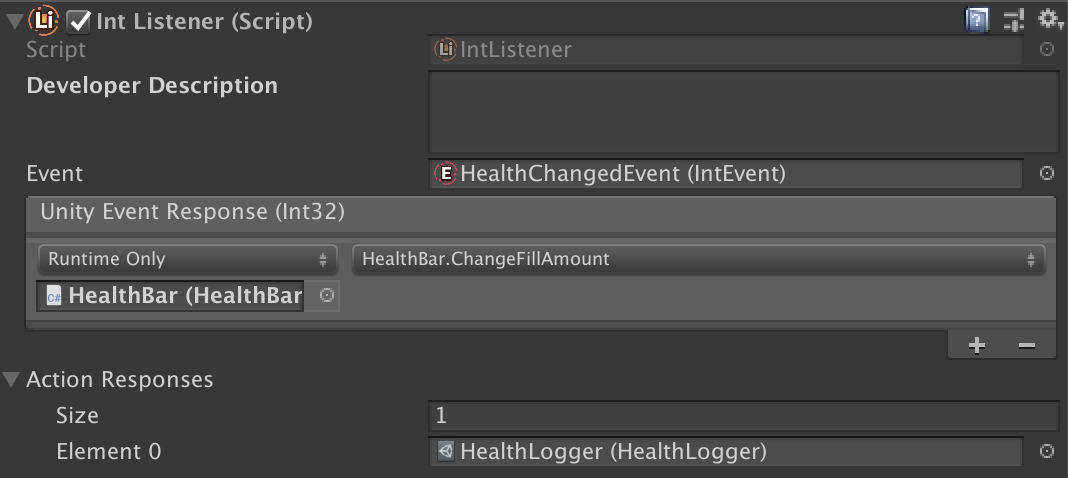 Li Int Listener (Script)
Script Li IntListener
Developer Description
Event E HealthChangedEvent (IntEvent)
Unity Event Response (Int32)
Runtime Only HealthBar.ChangeFillAmount
C# HealthBar (HealthBar
+ −
Action Responses
Size 1
Element 0 HealthLogger (HealthLogger)